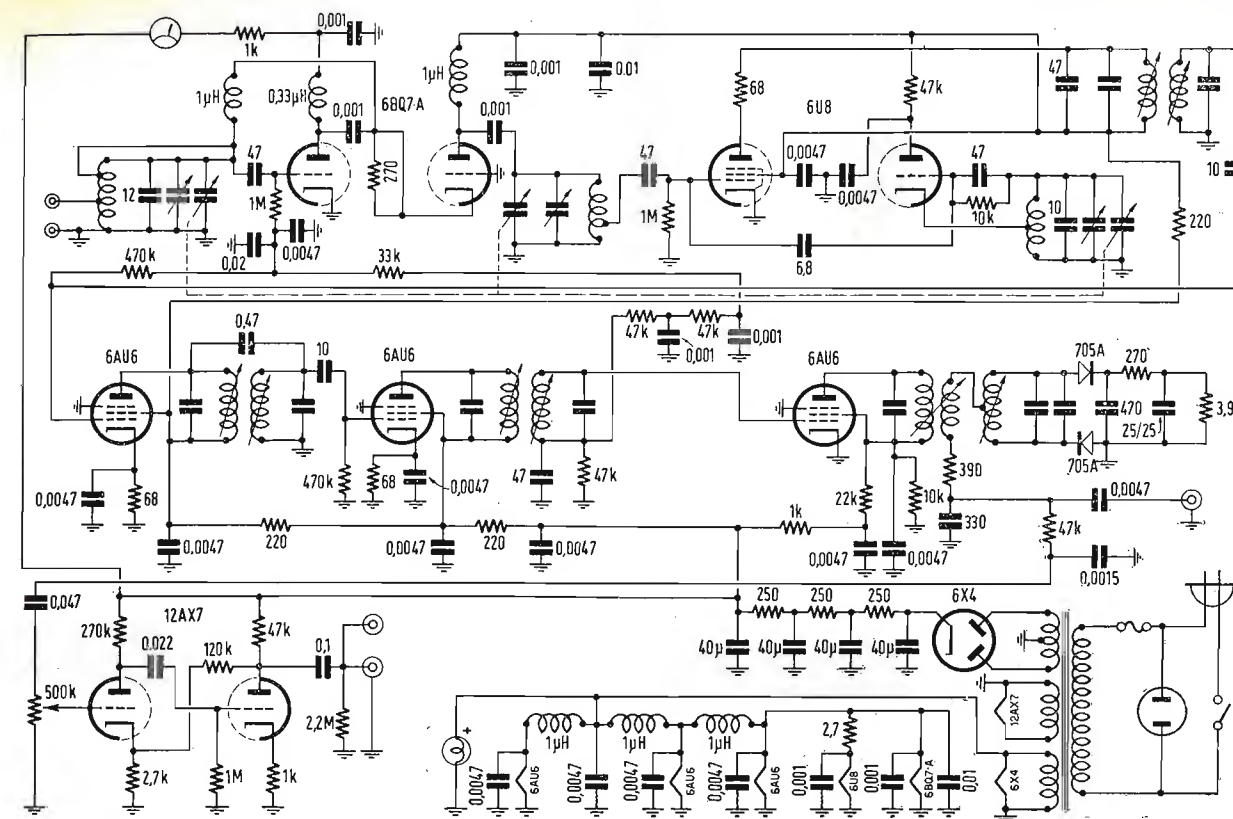 0,001
1k
1µH
0,33µH
0,001
6BQ7-A
270
47
12
1M
0,02
0,0047
1µH
0,001
0.01
0,001
47
1M
68
6U8
47k
0,0047
0,0047
47
10k
6,8
10
47
10
220
470k
33k
47k
47k
0,001
0,001
0,47
6AU6
10
6AU6
6AU6
705A
270
470
25/25
3,9
705A
0,0047
68
470k
68
0,0047
47
47k
22k
10k
390
330
0,0047
47k
0,0015
1k
220
220
0,0047
0,0047
0,0047
0,0047
0,0047
0,047
12AX7
270k
0,022
120k
47k
0,1
500k
2,7k
1M
1k
2,2M
250
250
250
6X4
40µ
40µ
40µ
40µ
12AX7
6X4
+
1µH
1µH
1µH
2,7
0,0047
6AU6
0,0047
0,0047
6AU6
0,0047
6AU6
0,001
6U8
0,001
6BQ7-A
0,01